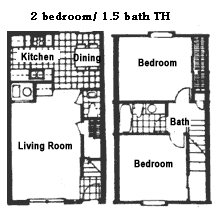 2 bedroom/ 1.5 bath TH
Kitchen
Dining
Living Room
Bedroom
Bath
Bedroom